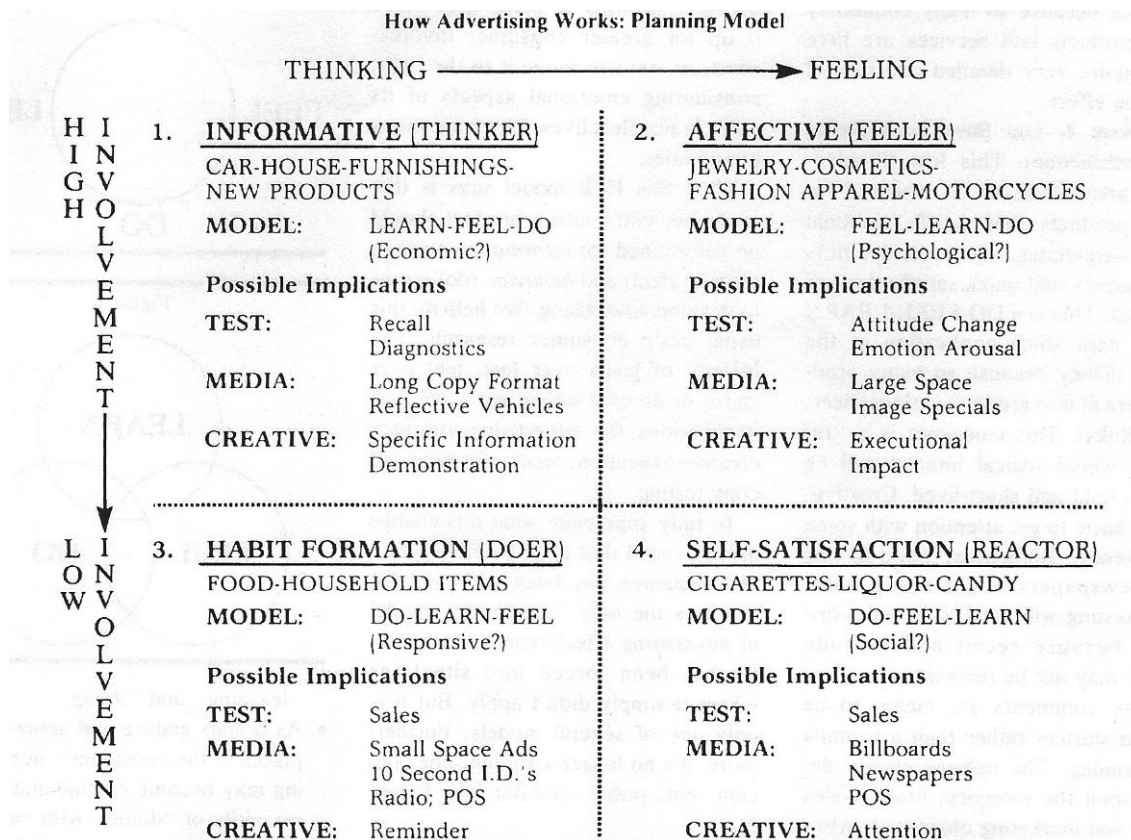 How Advertising Works: Planning Model
THINKING FEELING
HIGH INVOLVEMENT
1. INFORMATIVE (THINKER)
CAR-HOUSE-FURNISHINGS-
NEW PRODUCTS
MODEL: LEARN-FEEL-DO
(Economic?)
Possible Implications
TEST: Recall
Diagnostics
MEDIA: Long Copy Format
Reflective Vehicles
CREATIVE: Specific Information
Demonstration
2. AFFECTIVE (FEELER)
JEWELRY-COSMETICS-
FASHION APPAREL-MOTORCYCLES
MODEL: FEEL-LEARN-DO
(Psychological?)
Possible Implications
TEST: Attitude Change
Emotion Arousal
MEDIA: Large Space
Image Specials
CREATIVE: Executional
Impact
LOW INVOLVEMENT
3. HABIT FORMATION (DOER)
FOOD-HOUSEHOLD ITEMS
MODEL: DO-LEARN-FEEL
(Responsive?)
Possible Implications
TEST: Sales
MEDIA: Small Space Ads
10 Second I.D.'s
Radio; POS
CREATIVE: Reminder
4. SELF-SATISFACTION (REACTOR)
CIGARETTES-LIQUOR-CANDY
MODEL: DO-FEEL-LEARN
(Social?)
Possible Implications
TEST: Sales
MEDIA: Billboards
Newspapers
POS
CREATIVE: Attention